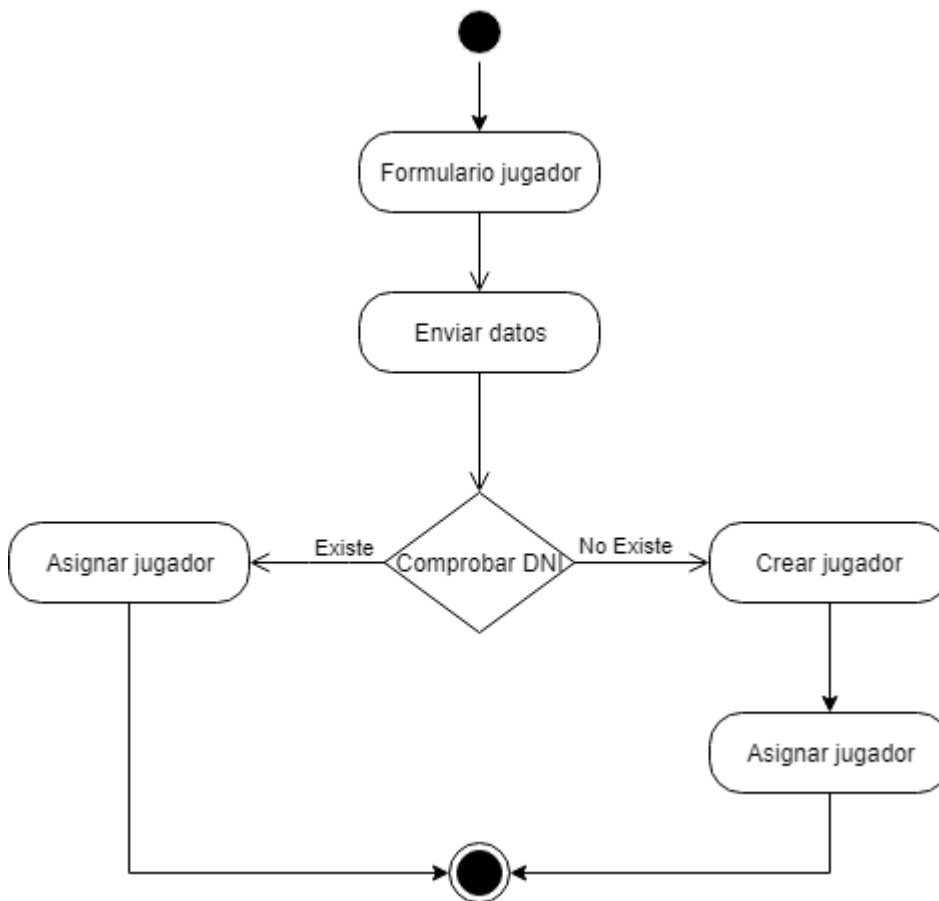 Formulario jugador
Enviar datos
Existe
No Existe
Asignar jugador
Comprobar DNI
Crear jugador
Asignar jugador